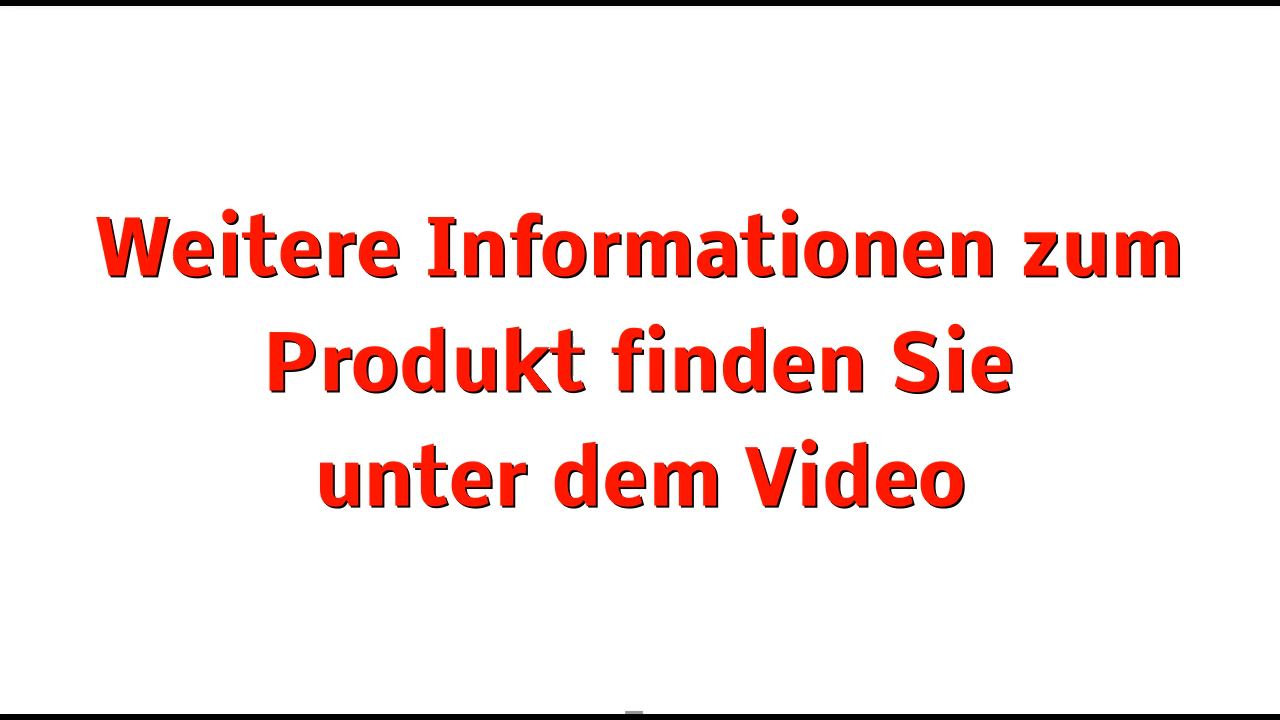 Weitere Informationen zum
Produkt finden Sie
unter dem Video